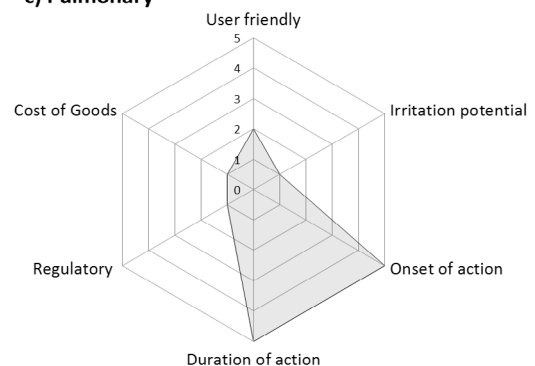 Pulmonary
User friendly
5
4
3
2
1
0
Cost of Goods
Irritation potential
Regulatory
Onset of action
Duration of action